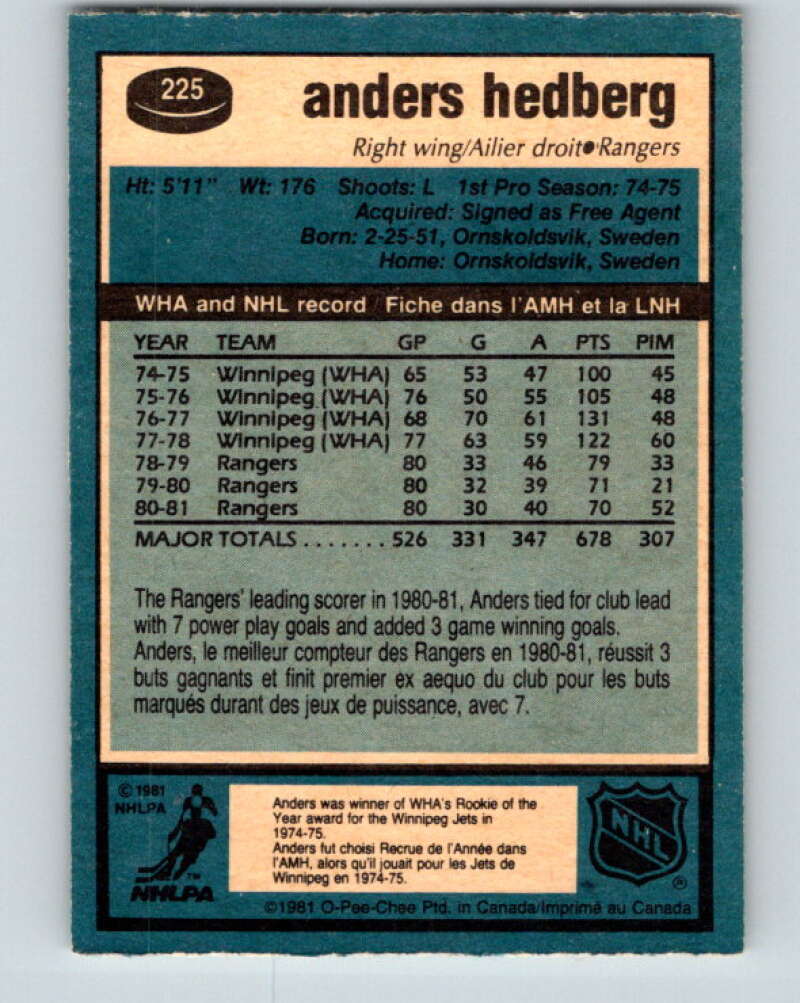 225
anders hedberg
Right wing/Ailier droit●Rangers
Ht: 5'11" Wt: 176 Shoots: L 1st Pro Season: 74-75
Acquired: Signed as Free Agent
Born: 2-25-51, Ornskoldsvik, Sweden
Home: Ornskoldsvik, Sweden
WHA and NHL record / Fiche dans l'AMH et la LNH
YEAR TEAM GP G A PTS PIM
74-75 Winnipeg (WHA) 65 53 47 100 45
75-76 Winnipeg (WHA) 76 50 55 105 48
76-77 Winnipeg (WHA) 68 70 61 131 48
77-78 Winnipeg (WHA) 77 63 59 122 60
78-79 Rangers 80 33 46 79 33
79-80 Rangers 80 32 39 71 21
80-81 Rangers 80 30 40 70 52
MAJOR TOTALS ....... 526 331 347 678 307
The Rangers' leading scorer in 1980-81, Anders tied for club lead
with 7 power play goals and added 3 game winning goals.
Anders, le meilleur compteur des Rangers en 1980-81, réussit 3
buts gagnants et finit premier ex aequo du club pour les buts
marqués durant des jeux de puissance, avec 7.
© 1981
NHLPA
Anders was winner of WHA's Rookie of the
Year award for the Winnipeg Jets in
1974-75.
Anders fut choisi Recrue de l'Année dans
l'AMH, alors qu'il jouait pour les Jets de
Winnipeg en 1974-75.
NHL
®
™
NHLPA
©1981 O-Pee-Chee Ptd. in Canada/Imprimé au Canada